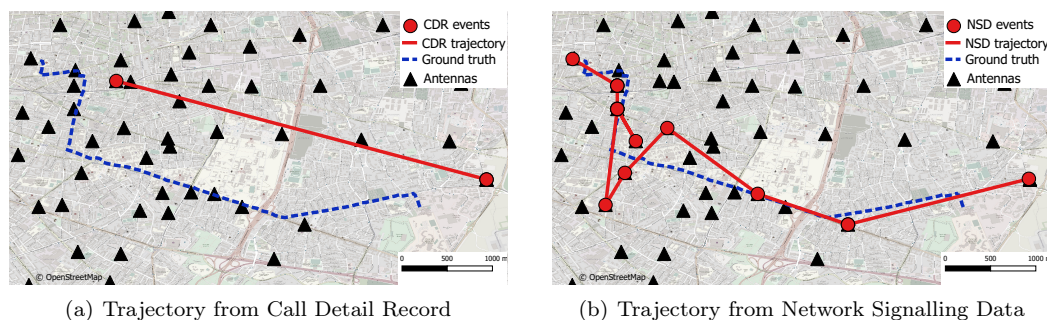 CDR events
CDR trajectory
Ground truth
Antennas
© OpenStreetMap
0 500 1000 m
NSD events
NSD trajectory
Ground truth
Antennas
© OpenStreetMap
0 500 1000 m
(a) Trajectory from Call Detail Record
(b) Trajectory from Network Signalling Data